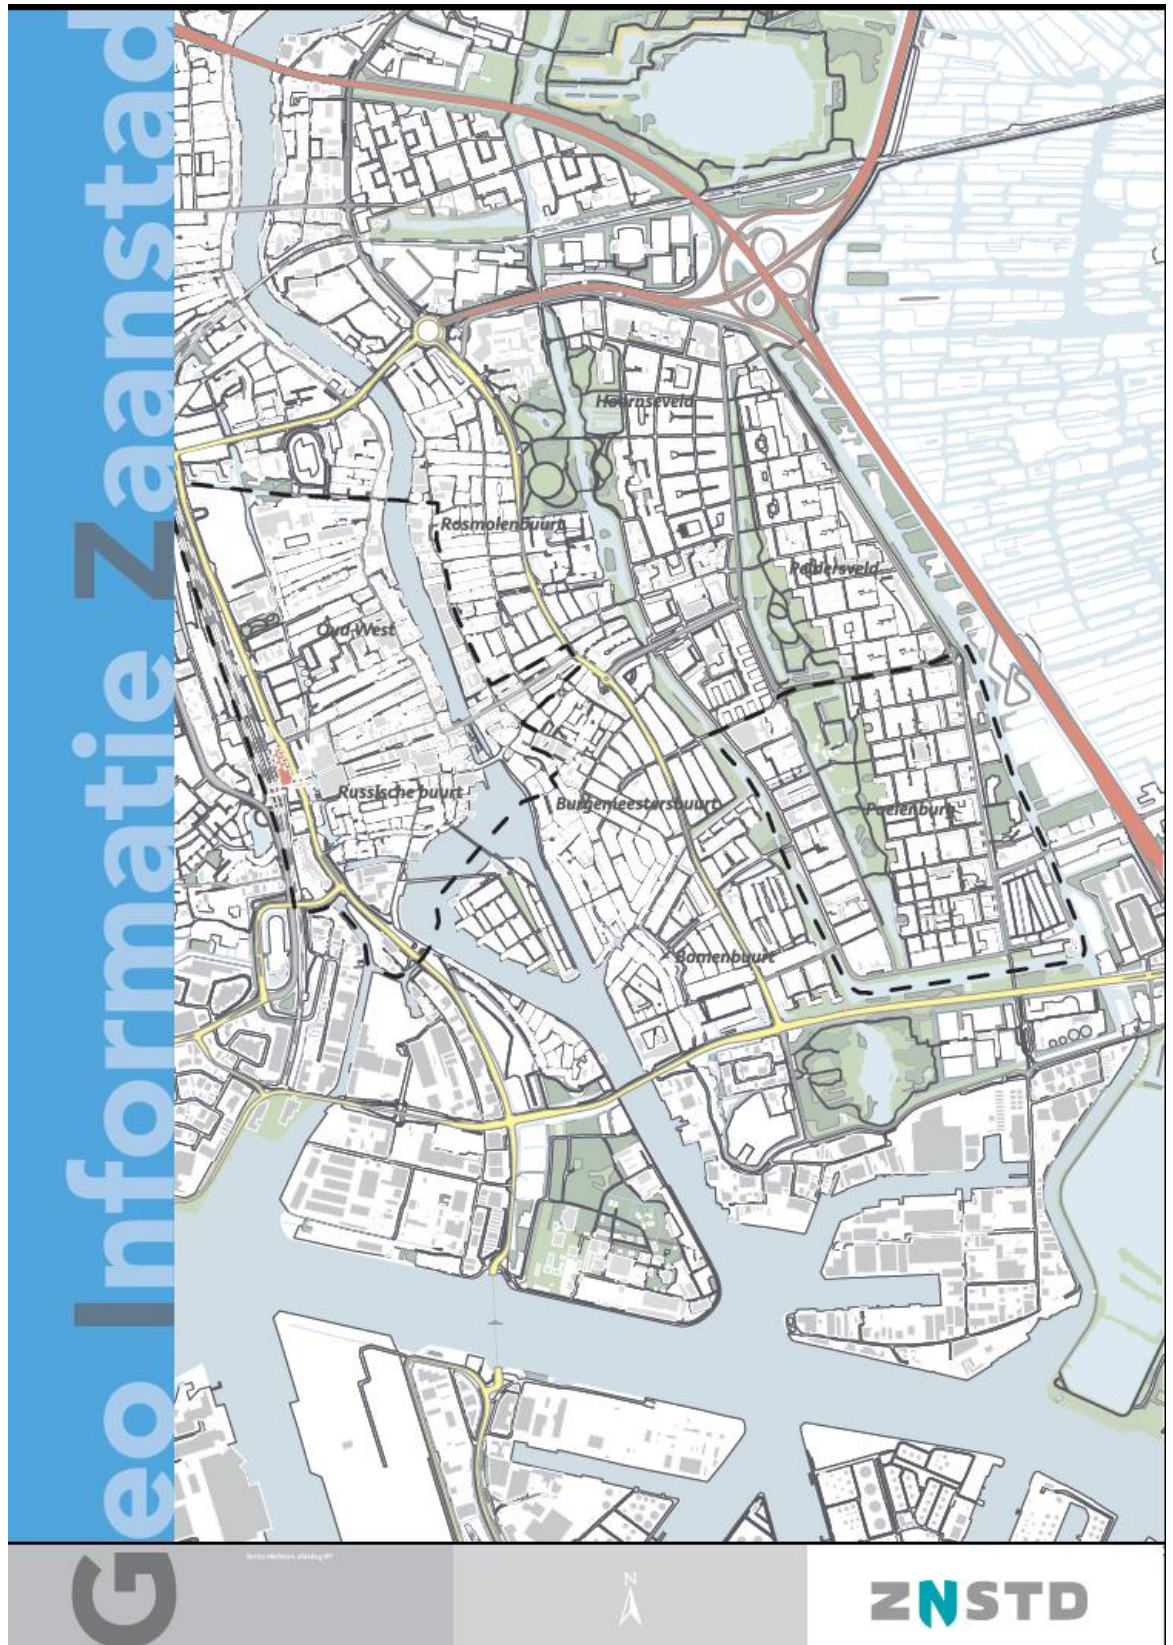 Geo Informatie Zaanstad
Hoornseveld
Rosmolenbuurt
Peldersveld
Oud West
Russische buurt
Burgemeestersbuurt
Poelenburg
Bomenbuurt
N
ZNSTD